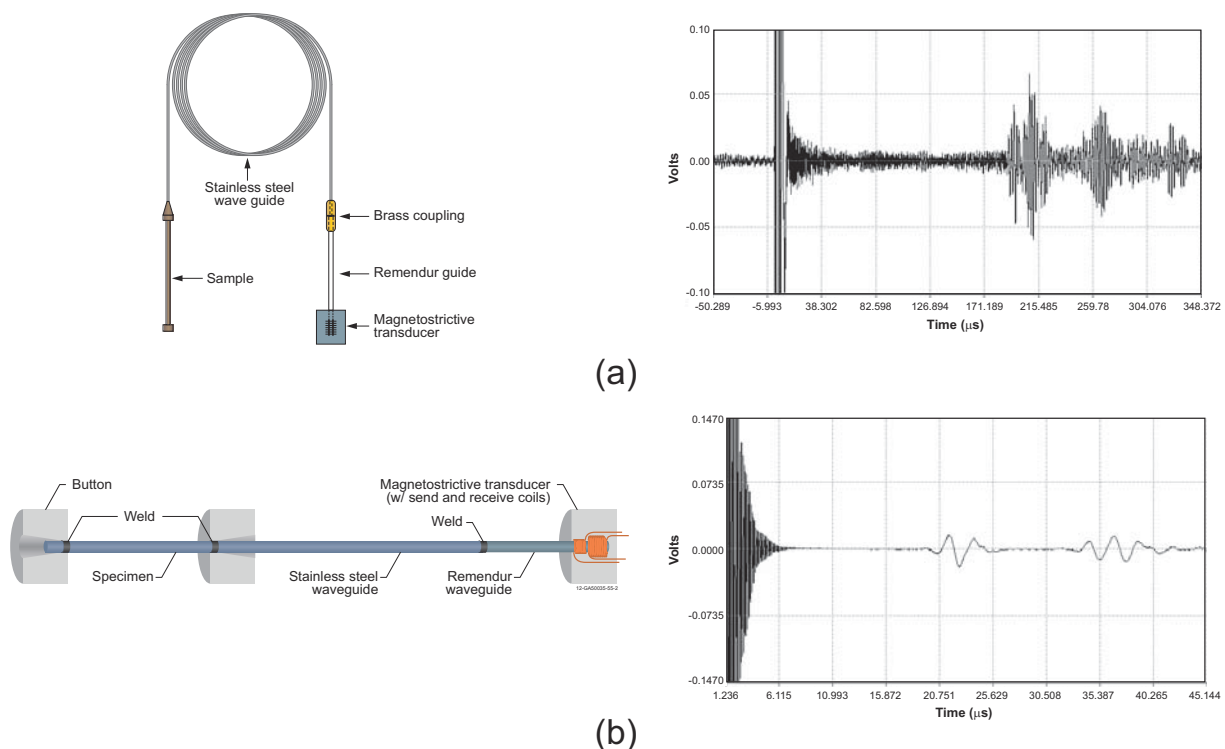 Stainless steel
wave guide
Brass coupling
Remendur guide
Sample
Magnetostrictive
transducer
0.10
0.05
0.00
-0.05
-0.10
Volts
-50.289 -5.993 38.302 82.598 126.894 171.189 215.485 259.78 304.076 348.372
Time (μs)
(a)
Button
Weld
Specimen
Stainless steel
waveguide
Magnetostrictive transducer
(w/ send and receive coils)
Weld
Remendur
waveguide
12-GA50035-55-2
0.1470
0.0735
0.0000
-0.0735
-0.1470
Volts
1.236 6.115 10.993 15.872 20.751 25.629 30.508 35.387 40.265 45.144
Time (μs)
(b)